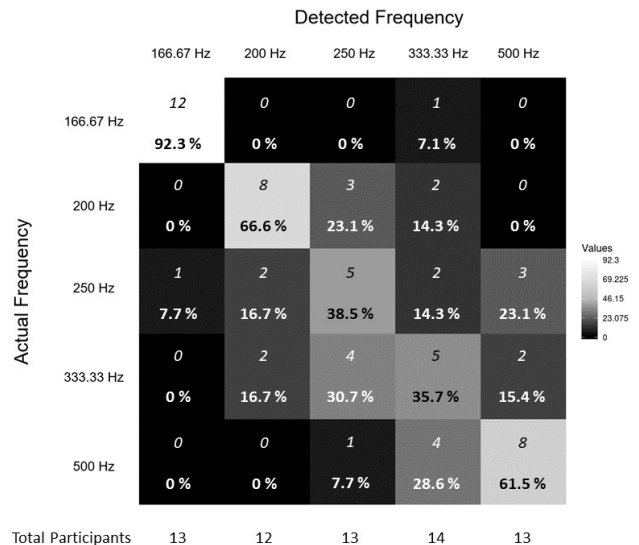 Detected Frequency
166.67 Hz 200 Hz 250 Hz 333.33 Hz 500 Hz
Actual Frequency
166.67 Hz
12 0 0 1 0
92.3 % 0 % 0 % 7.1 % 0 %
200 Hz
0 8 3 2 0
0 % 66.6 % 23.1 % 14.3 % 0 %
250 Hz
1 2 5 2 3
7.7 % 16.7 % 38.5 % 14.3 % 23.1 %
333.33 Hz
0 2 4 5 2
0 % 16.7 % 30.7 % 35.7 % 15.4 %
500 Hz
0 0 1 4 8
0 % 0 % 7.7 % 28.6 % 61.5 %
Total Participants 13 12 13 14 13
Values
92.3
69.225
46.15
23.075
0